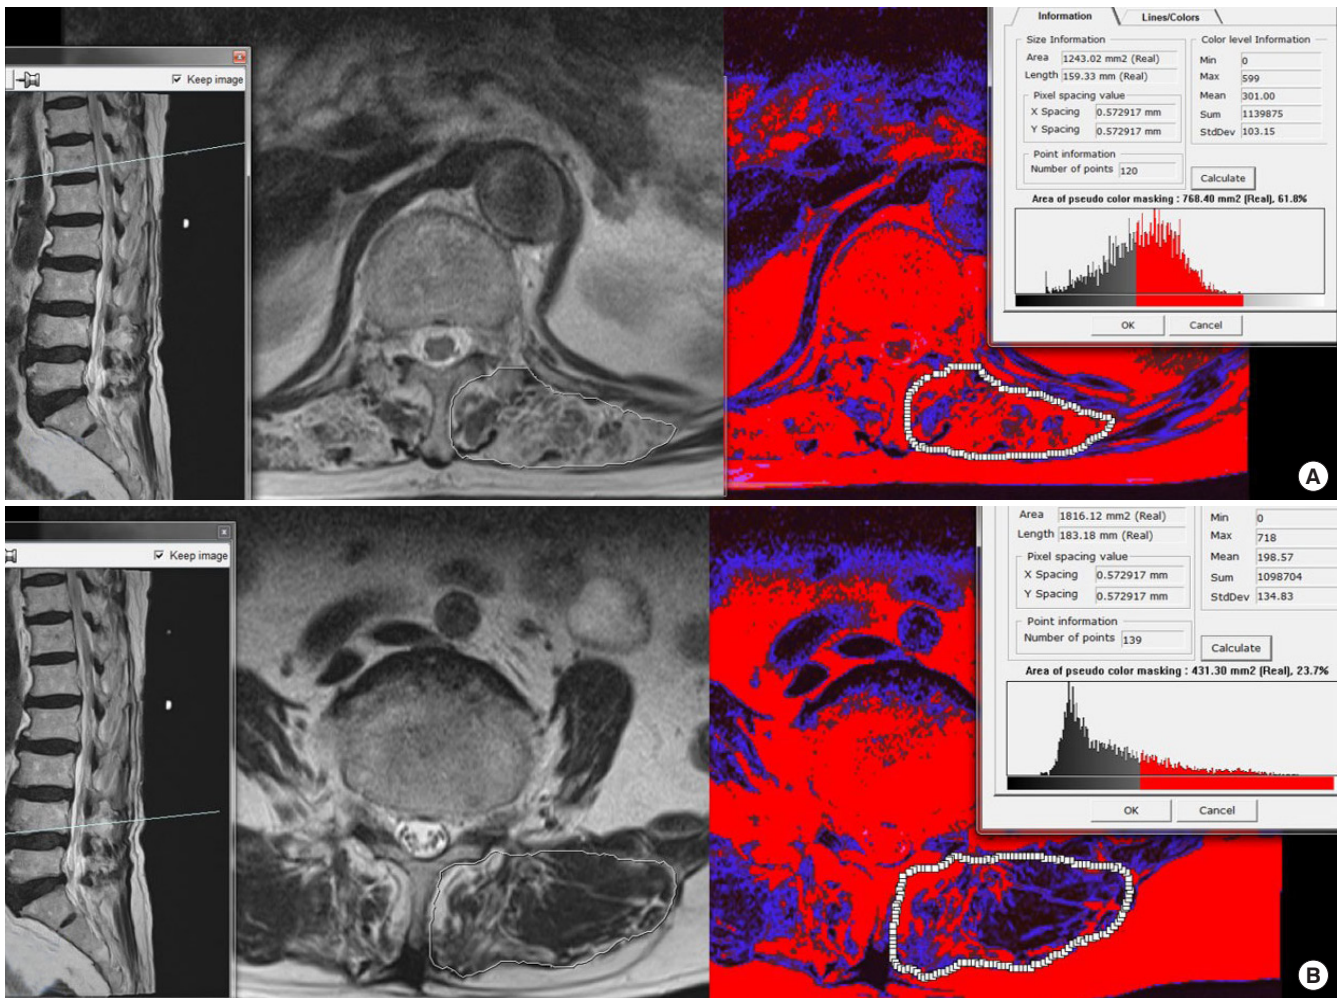 Keep image
Information
Lines/Colors
Size Information
Area 1243.02 mm2 (Real)
Length 159.33 mm (Real)
Pixel spacing value
X Spacing 0.572917 mm
Y Spacing 0.572917 mm
Point information
Number of points 120
Color level Information
Min 0
Max 599
Mean 301.00
Sum 1139875
StdDev 103.15
Calculate
Area of pseudo color masking : 768.40 mm2 (Real), 61.8%
OK
Cancel
A
Keep image
Area 1816.12 mm2 (Real)
Length 183.18 mm (Real)
Pixel spacing value
X Spacing 0.572917 mm
Y Spacing 0.572917 mm
Point information
Number of points 139
Min 0
Max 718
Mean 198.57
Sum 1098704
StdDev 134.83
Calculate
Area of pseudo color masking : 431.30 mm2 (Real), 23.7%
OK
Cancel
B